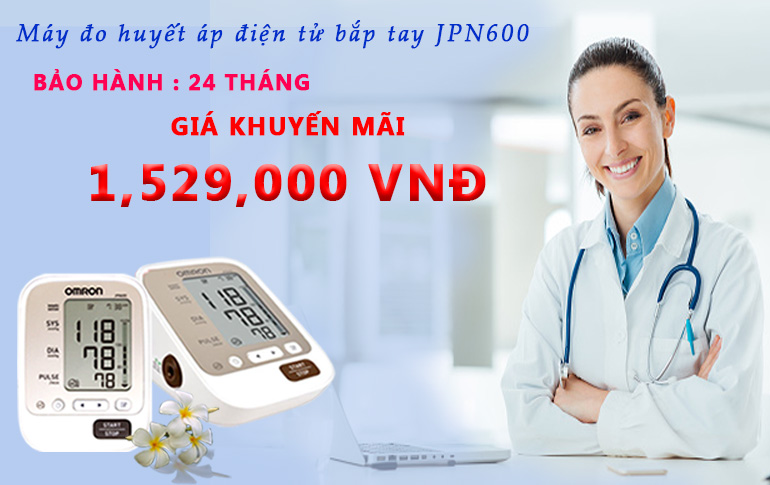 Máy đo huyết áp điện tử bắp tay JPN600
BẢO HÀNH : 24 THÁNG
GIÁ KHUYẾN MÃI
1,529,000 VNĐ
OMRON
SYS
118
DIA
78
PULSE
78
START
STOP
OMRON
SYS
118
DIA
78
PULSE
78
START
STOP